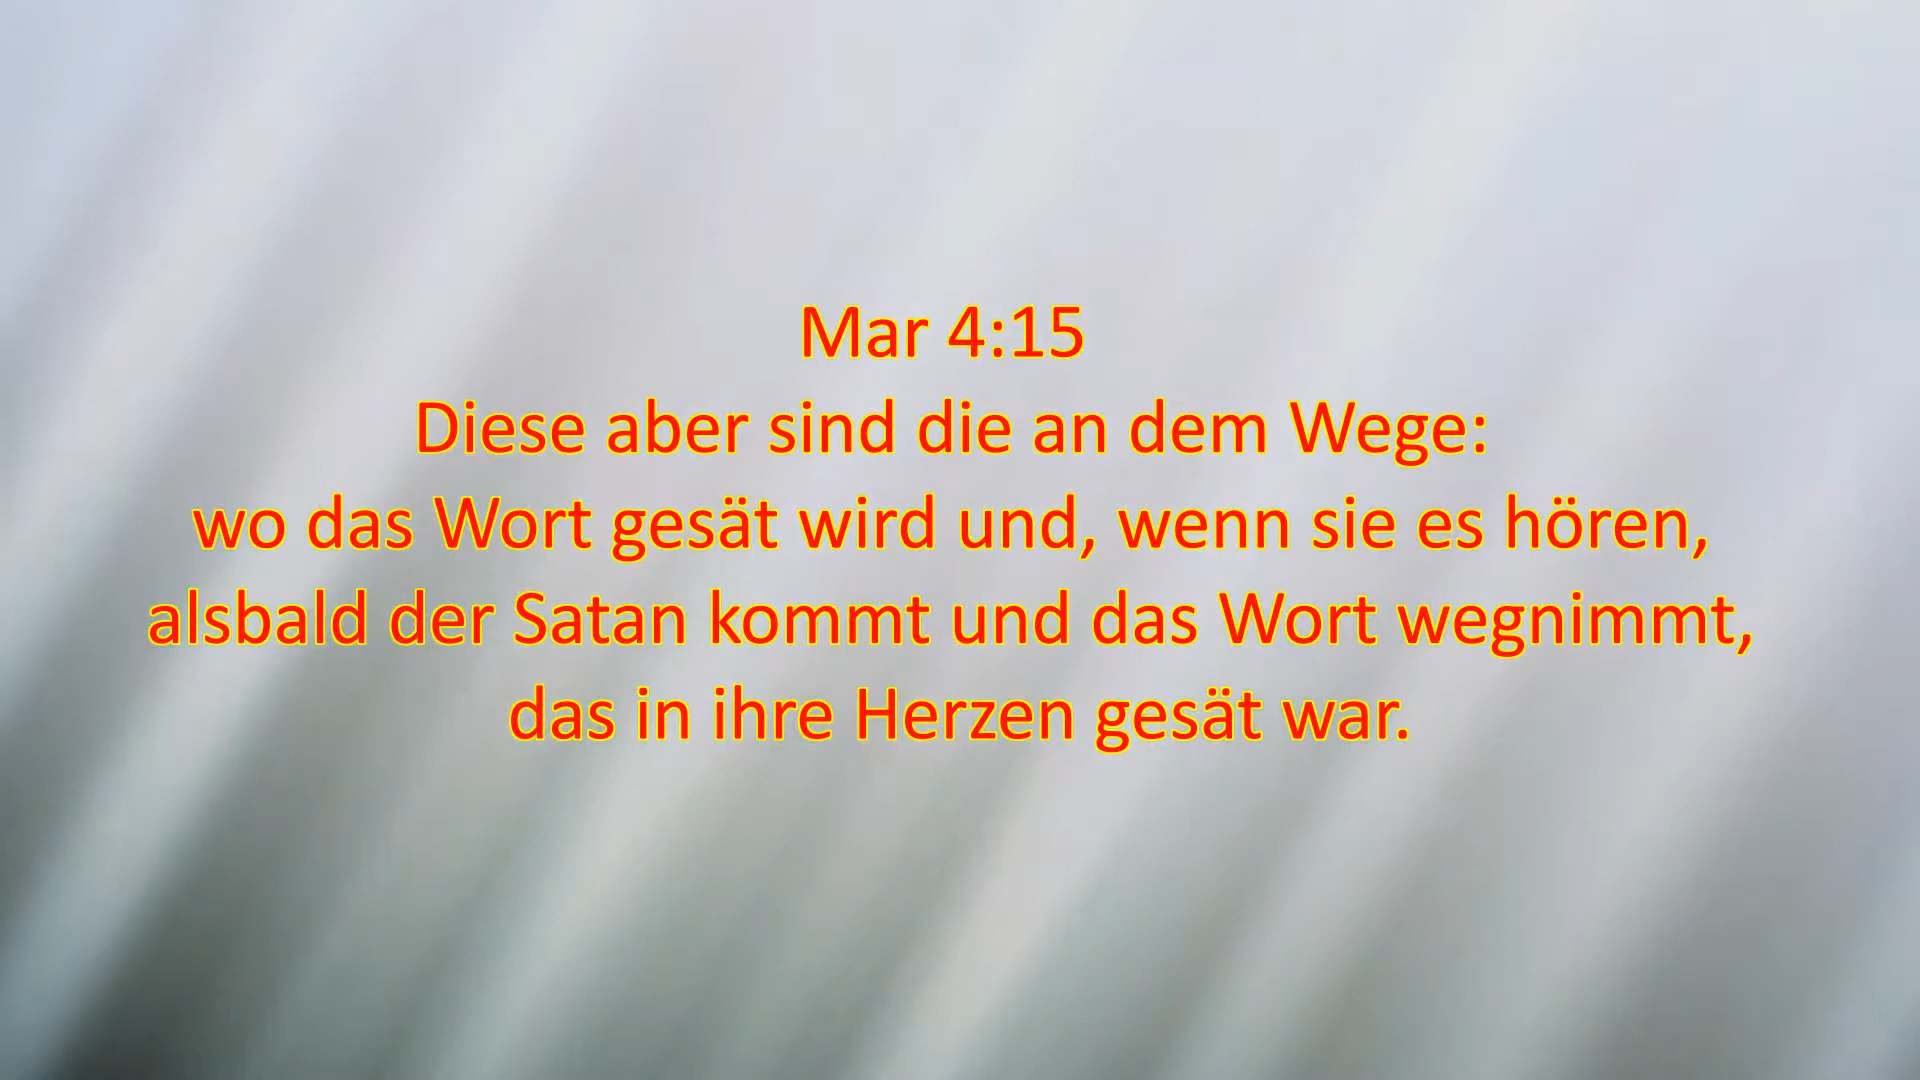 Mar 4:15
Diese aber sind die an dem Wege:
wo das Wort gesät wird und, wenn sie es hören,
alsbald der Satan kommt und das Wort wegnimmt,
das in ihre Herzen gesät war.